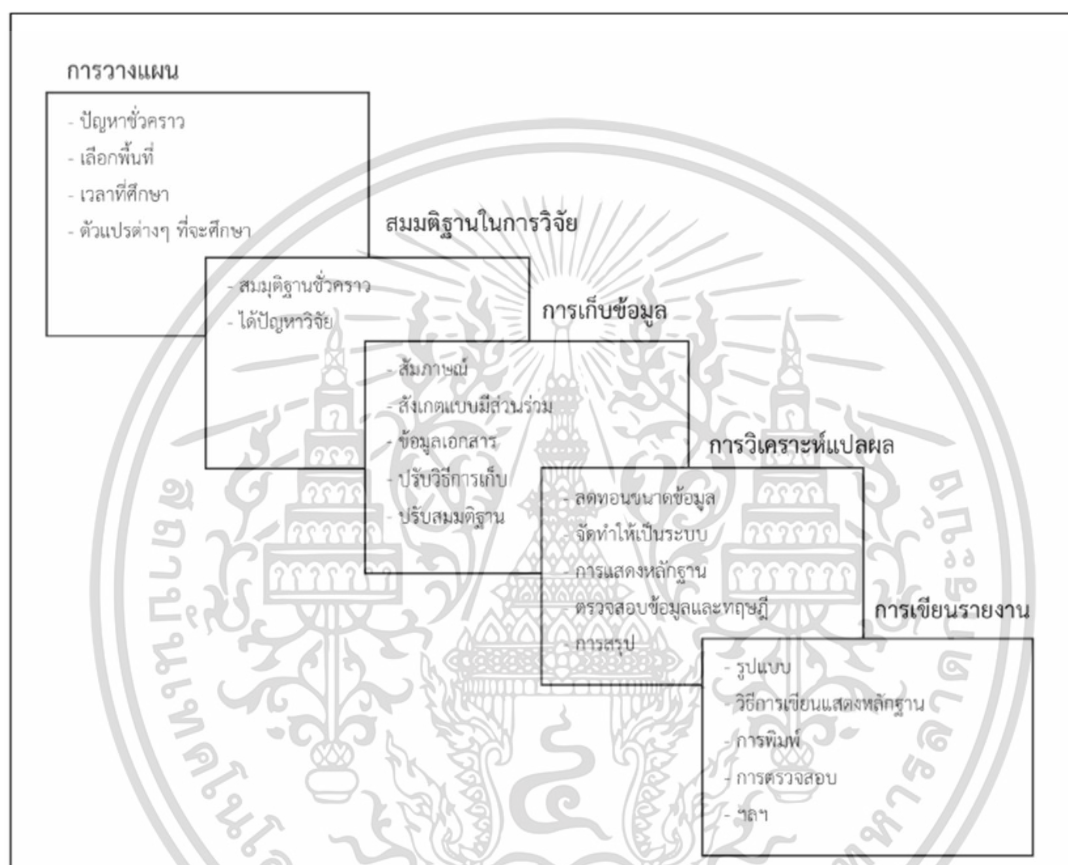 การวางแผน
- ปัญหาชั่วคราว
- เลือกพื้นที่
- เวลาที่ศึกษา
- ตัวแปรต่างๆ ที่จะศึกษา
สมมติฐานในการวิจัย
- สมมุติฐานชั่วคราว
- ได้ปัญหาวิจัย
การเก็บข้อมูล
- สัมภาษณ์
- สังเกตแบบมีส่วนร่วม
- ข้อมูลเอกสาร
- ปรับวิธีการเก็บ
- ปรับสมมติฐาน
การวิเคราะห์แปลผล
- ลดทอนขนาดข้อมูล
- จัดทำให้เป็นระบบ
- การแสดงหลักฐาน
- ตรวจสอบข้อมูลและทฤษฎี
- การสรุป
การเขียนรายงาน
- รูปแบบ
- วิธีการเขียนแสดงหลักฐาน
- การพิมพ์
- การตรวจสอบ
- ฯลฯ